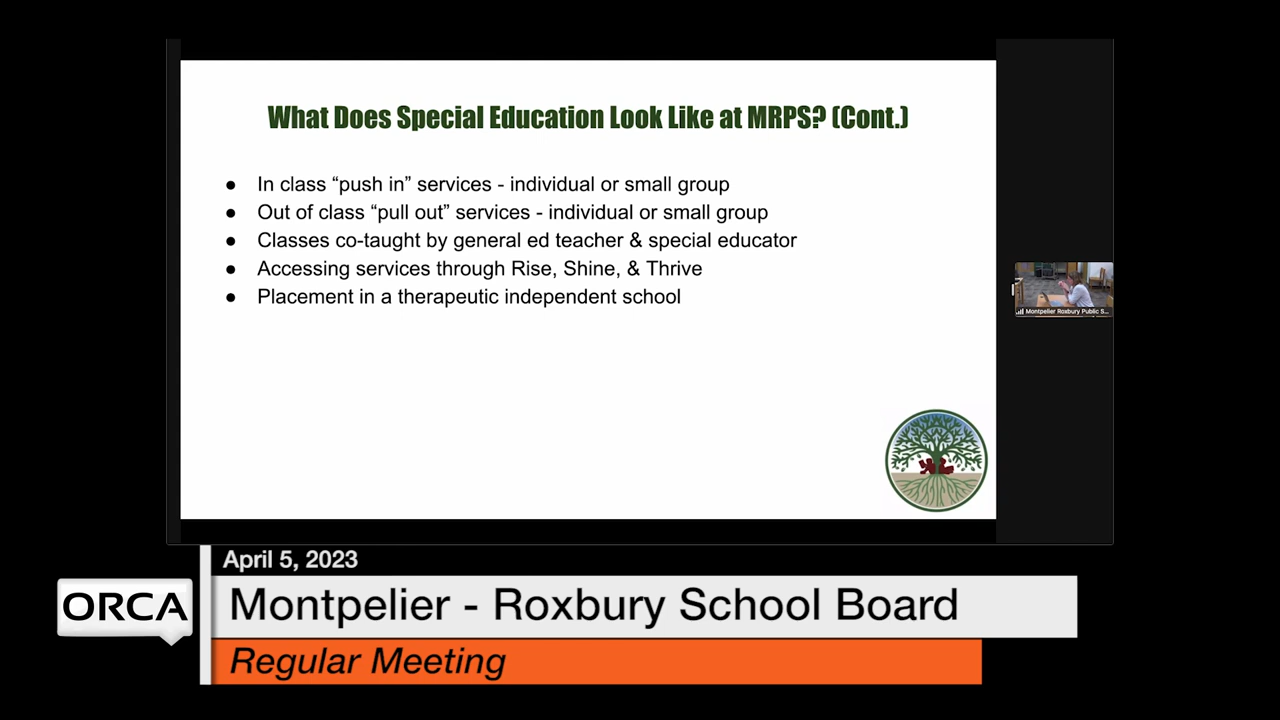 What Does Special Education Look Like at MRPS? (Cont.)
● In class “push in” services - individual or small group
● Out of class “pull out” services - individual or small group
● Classes co-taught by general ed teacher & special educator
● Accessing services through Rise, Shine, & Thrive
● Placement in a therapeutic independent school
Montpelier Roxbury Public S...
April 5, 2023
ORCA
Montpelier - Roxbury School Board
Regular Meeting